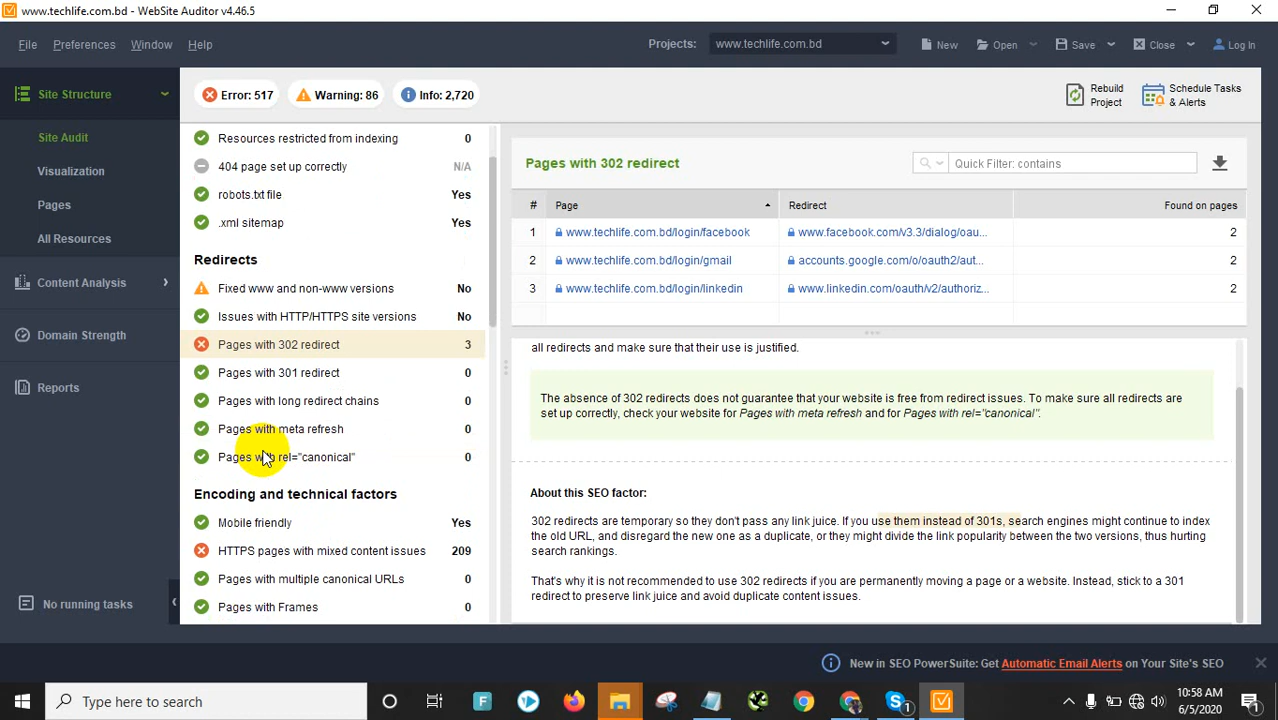 www.techlife.com.bd - WebSite Auditor v4.46.5
File Preferences Window Help Projects: www.techlife.com.bd New Open Save Close Log In
Site Structure
Site Audit
Visualization
Pages
All Resources
Content Analysis
Domain Strength
Reports
No running tasks
Error: 517 Warning: 86 Info: 2,720
Rebuild Project
Schedule Tasks & Alerts
Resources restricted from indexing 0
404 page set up correctly N/A
robots.txt file Yes
.xml sitemap Yes
Redirects
Fixed www and non-www versions No
Issues with HTTP/HTTPS site versions No
Pages with 302 redirect 3
Pages with 301 redirect 0
Pages with long redirect chains 0
Pages with meta refresh 0
Pages with rel="canonical" 0
Encoding and technical factors
Mobile friendly Yes
HTTPS pages with mixed content issues 209
Pages with multiple canonical URLs 0
Pages with Frames 0
Pages with 302 redirect Quick Filter: contains
# Page Redirect Found on pages
1 www.techlife.com.bd/login/facebook www.facebook.com/v3.3/dialog/oau... 2
2 www.techlife.com.bd/login/gmail accounts.google.com/o/oauth2/aut... 2
3 www.techlife.com.bd/login/linkedin www.linkedin.com/oauth/v2/authoriz... 2
all redirects and make sure that their use is justified.
The absence of 302 redirects does not guarantee that your website is free from redirect issues. To make sure all redirects are
set up correctly, check your website for Pages with meta refresh and for Pages with rel="canonical".
About this SEO factor:
302 redirects are temporary so they don't pass any link juice. If you use them instead of 301s, search engines might continue to index
the old URL, and disregard the new one as a duplicate, or they might divide the link popularity between the two versions, thus hurting
search rankings.
That's why it is not recommended to use 302 redirects if you are permanently moving a page or a website. Instead, stick to a 301
redirect to preserve link juice and avoid duplicate content issues.
New in SEO PowerSuite: Get Automatic Email Alerts on Your Site's SEO
Type here to search
10:58 AM
6/5/2020